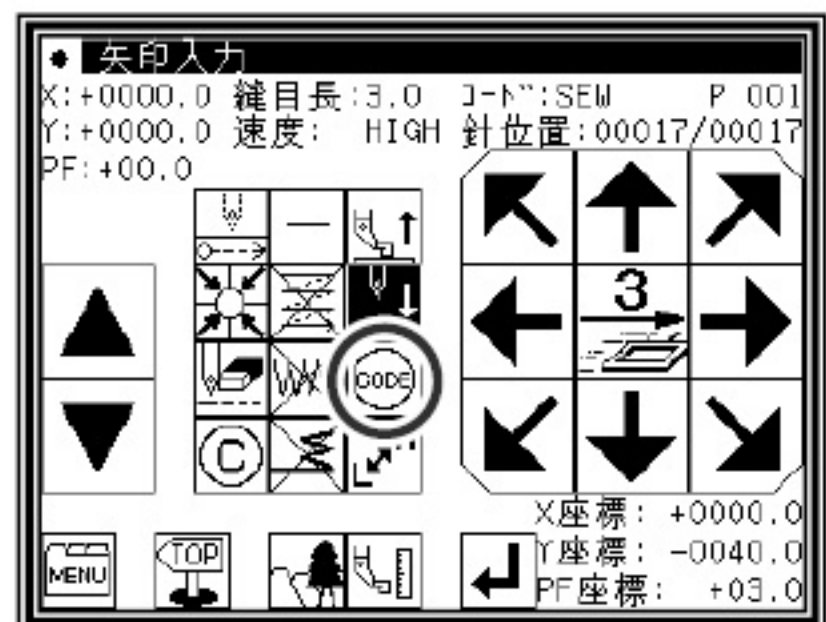 矢印入力
X:+0000.0 縫目長:3.0 コード:SEW P 001
Y:+0000.0 速度: HIGH 針位置:00017/00017
PF:+00.0
3
CODE
C
X座標: +0000.0
MENU TOP Y座標: -0040.0
PF座標: +03.0